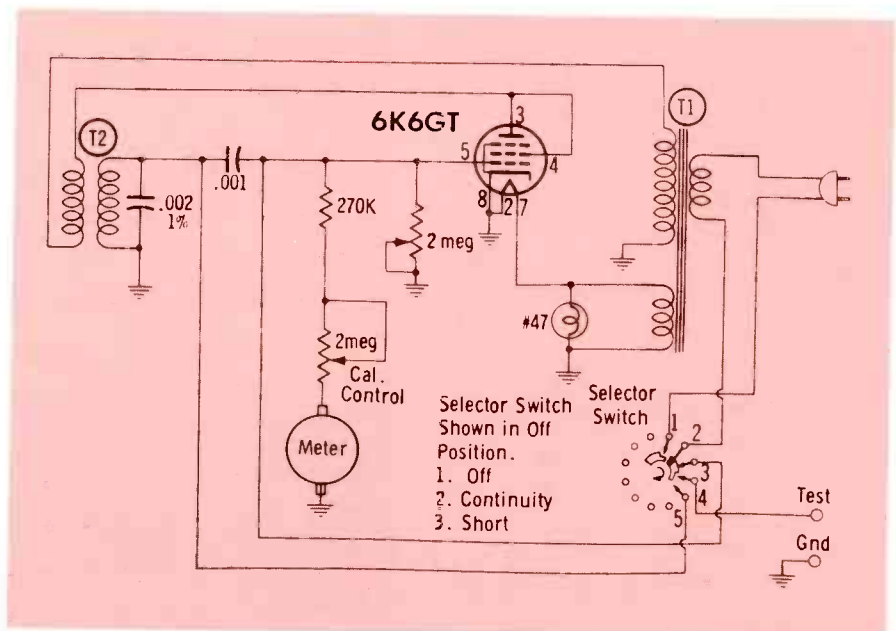 T1
6K6GT
3
T2
5
4
.001
.002
1%
8
2
7
270K
2 meg
#47
2meg
Cal.
Control
Meter
Selector Switch
Shown in Off
Position.
1. Off
2. Continuity
3. Short
Selector
Switch
1
2
3
4
5
Test
Gnd